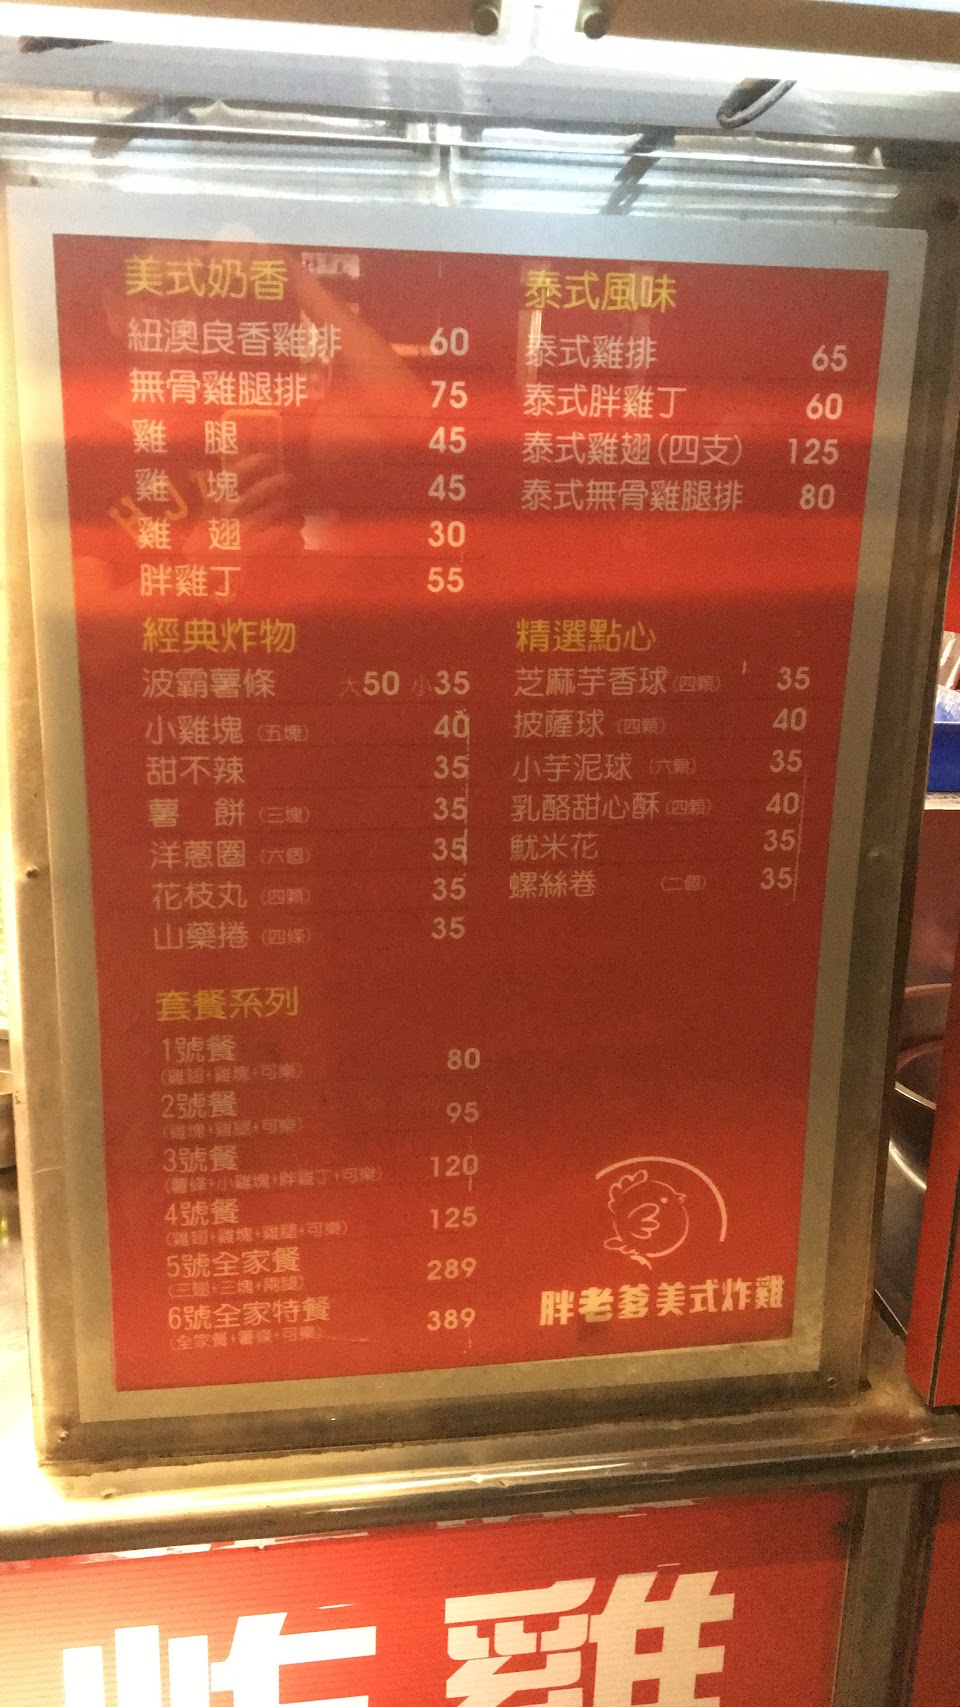 美式奶香
紐澳良香雞排 60
無骨雞腿排 75
雞 腿 45
雞 塊 45
雞 翅 30
胖雞丁 55
經典炸物
波霸薯條 大50 小35
小雞塊 (五塊) 40
甜不辣 35
薯 餅 (三塊) 35
洋蔥圈 (六個) 35
花枝丸 (四顆) 35
山藥捲 (四條) 35
套餐系列
1號餐 80
(雞翅+雞塊+可樂)
2號餐 95
(雞塊+雞腿+可樂)
3號餐 120
(薯條+小雞塊+胖雞丁+可樂)
4號餐 125
(雞翅+雞塊+雞腿+可樂)
5號全家餐 289
(三翅+三塊+兩腿)
6號全家特餐 389
(全家餐+薯條+可樂)
泰式風味
泰式雞排 65
泰式胖雞丁 60
泰式雞翅(四支) 125
泰式無骨雞腿排 80
精選點心
芝麻芋香球(四顆) 35
披薩球 (四顆) 40
小芋泥球 (六顆) 35
乳酪甜心酥(四顆) 40
魷米花 35
螺絲卷 (二個) 35
胖老爹美式炸雞
炸雞